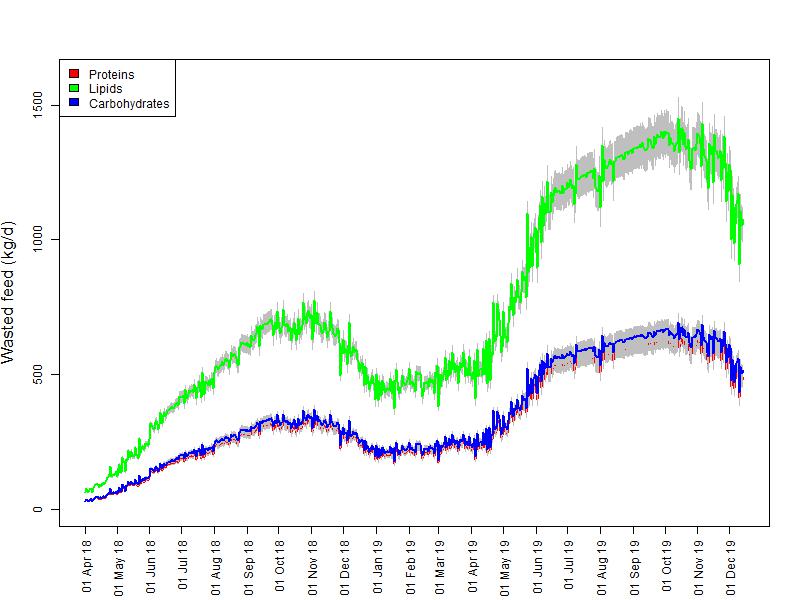 Proteins
Lipids
Carbohydrates
Wasted feed (kg/d)
1500
1000
500
0
01 Apr 18
01 May 18
01 Jun 18
01 Jul 18
01 Aug 18
01 Sep 18
01 Oct 18
01 Nov 18
01 Dec 18
01 Jan 19
01 Feb 19
01 Mar 19
01 Apr 19
01 May 19
01 Jun 19
01 Jul 19
01 Aug 19
01 Sep 19
01 Oct 19
01 Nov 19
01 Dec 19